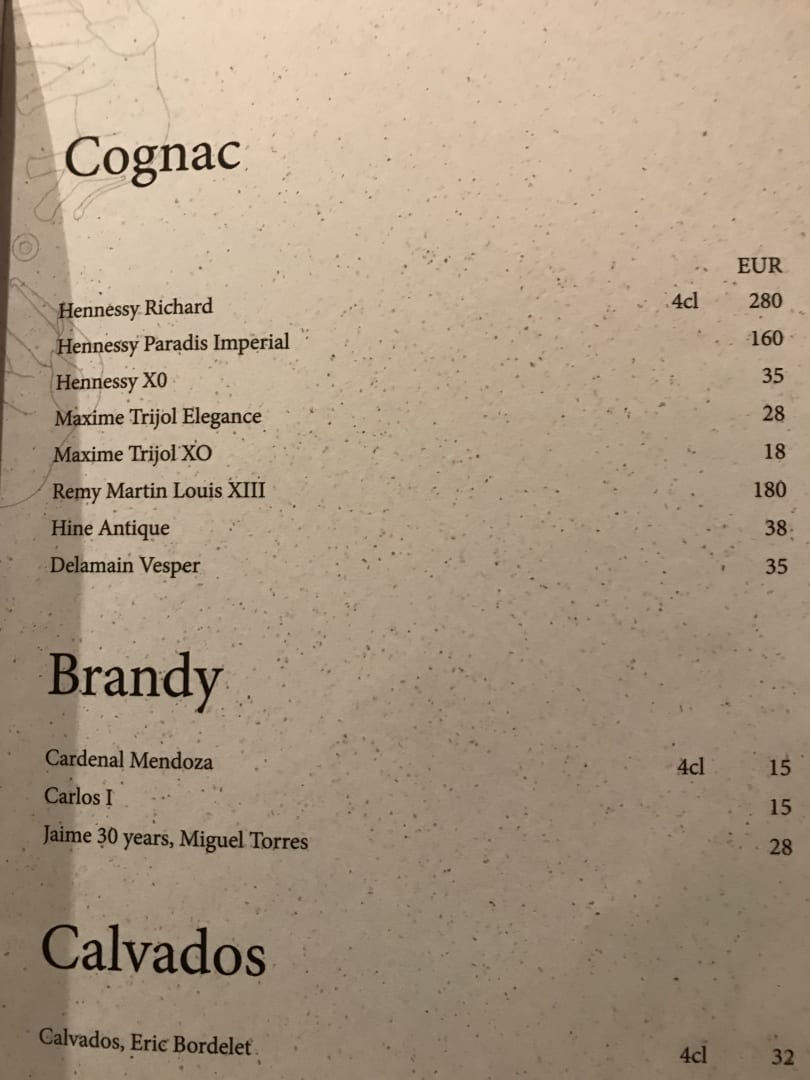 Cognac
EUR
Hennessy Richard 4cl 280
Hennessy Paradis Imperial 160
Hennessy X0 35
Maxime Trijol Elegance 28
Maxime Trijol XO 18
Remy Martin Louis XIII 180
Hine Antique 38
Delamain Vesper 35
Brandy
Cardenal Mendoza 4cl 15
Carlos I 15
Jaime 30 years, Miguel Torres 28
Calvados
Calvados, Eric Bordelet 4cl 32